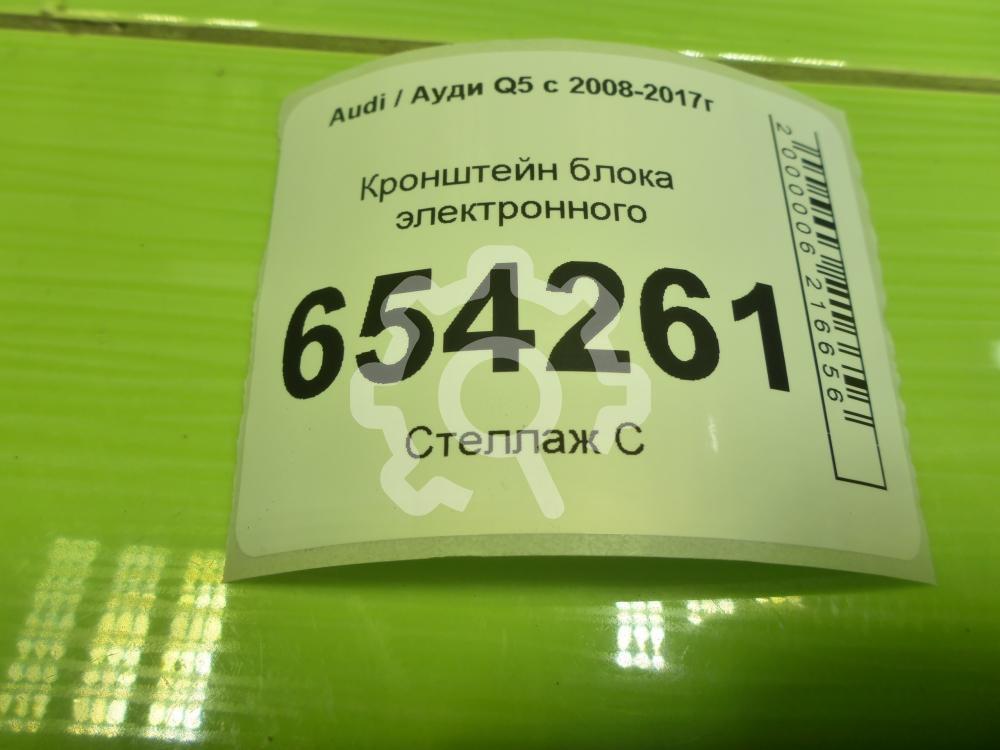 Audi / Ауди Q5 с 2008-2017г
Кронштейн блока
электронного
654261
Стеллаж С
2000006216656